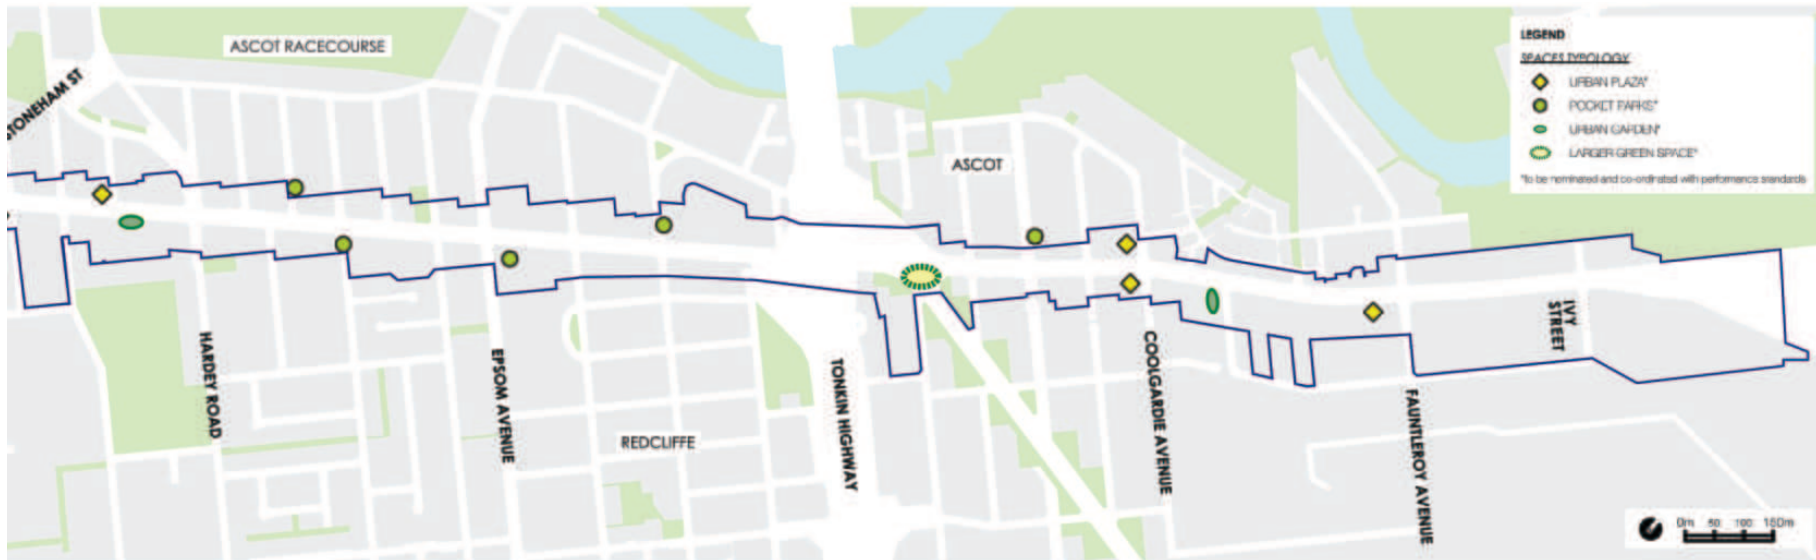 ASCOT RACECOURSE
STONEHAM ST
ASCOT
LEGEND
SPACES TYPOLOGY
URBAN PLAZA*
POCKET PARKS*
URBAN GARDEN*
LARGER GREEN SPACE*
*to be nominated and co-ordinated with performance standards
HARDEY ROAD
EPSOM AVENUE
REDCLIFFE
TONKIN HIGHWAY
COOLGARDIE AVENUE
FAUNTLEROY AVENUE
IVY
STREET
0m 50 100 150m